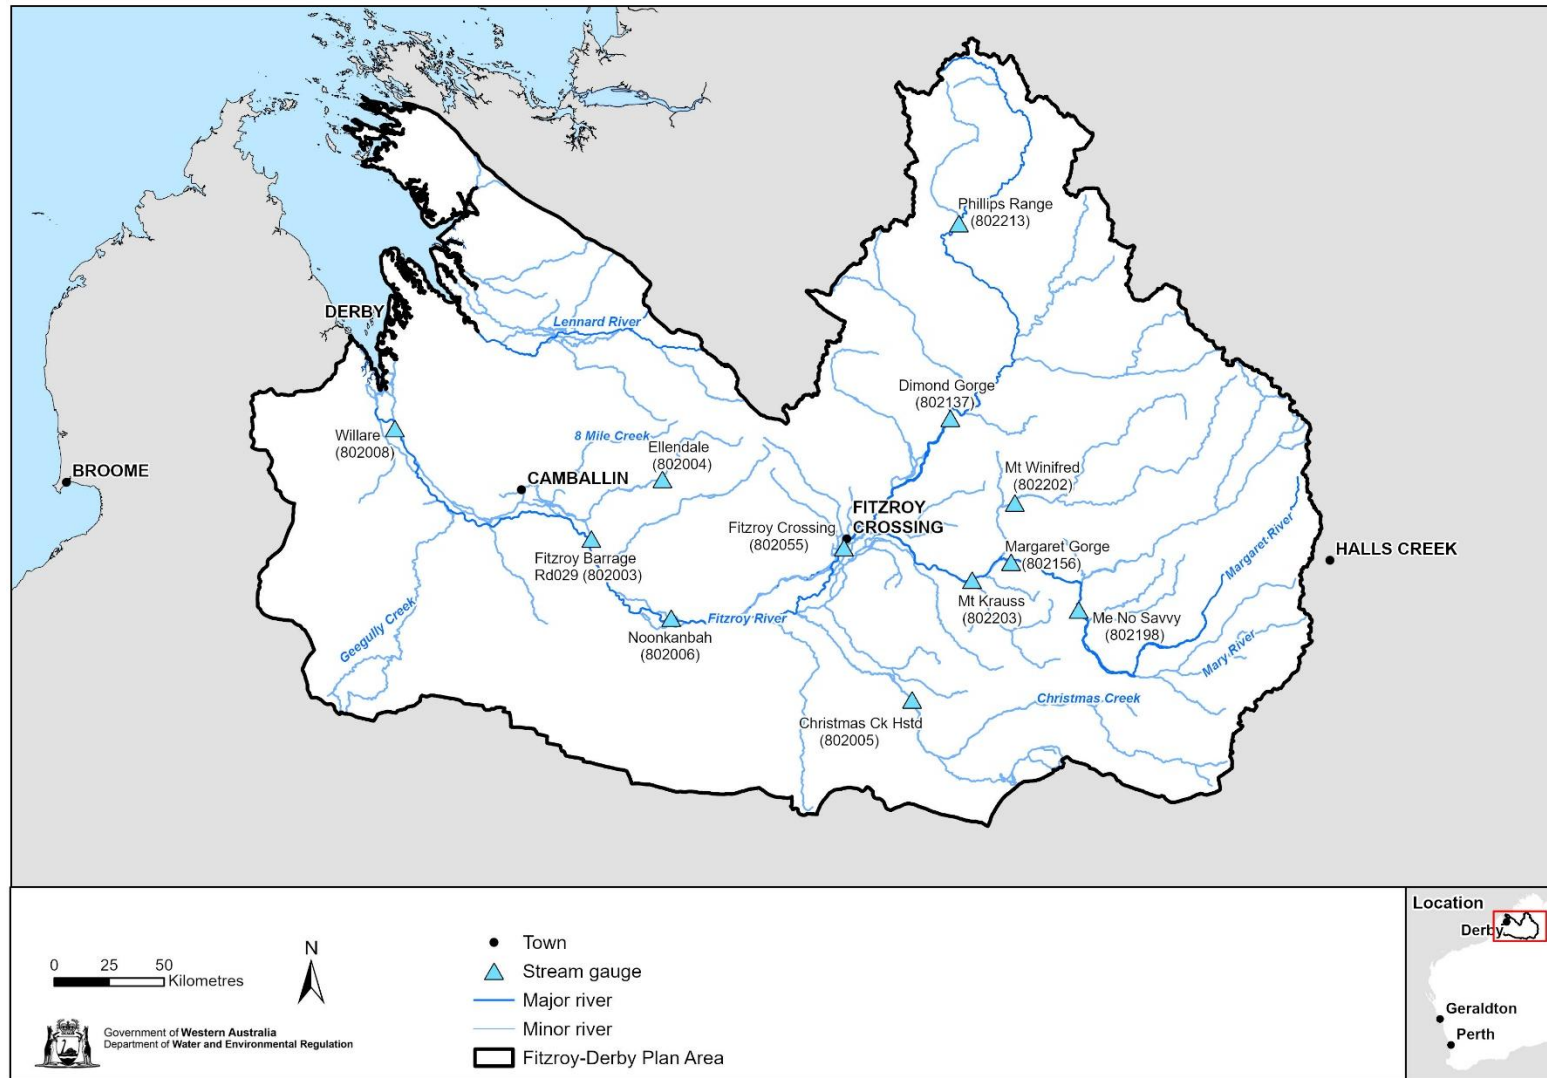 Phillips Range
(802213)
DERBY
Lennard River
Dimond Gorge
(802137)
Willare
(802008)
8 Mile Creek
Ellendale
(802004)
BROOME
CAMBALLIN
Mt Winifred
(802202)
FITZROY
CROSSING
Fitzroy Crossing
(802055)
Margaret River
HALLS CREEK
Fitzroy Barrage
Rd029 (802003)
Margaret Gorge
(802156)
Mt Krauss
(802203)
Me No Savvy
(802198)
Geegully Creek
Fitzroy River
Noonkanbah
(802006)
Mary River
Christmas Creek
Christmas Ck Hstd
(802005)
0 25 50
Kilometres
N
Town
Stream gauge
Major river
Minor river
Fitzroy-Derby Plan Area
Government of Western Australia
Department of Water and Environmental Regulation
Location
Derby
Geraldton
Perth